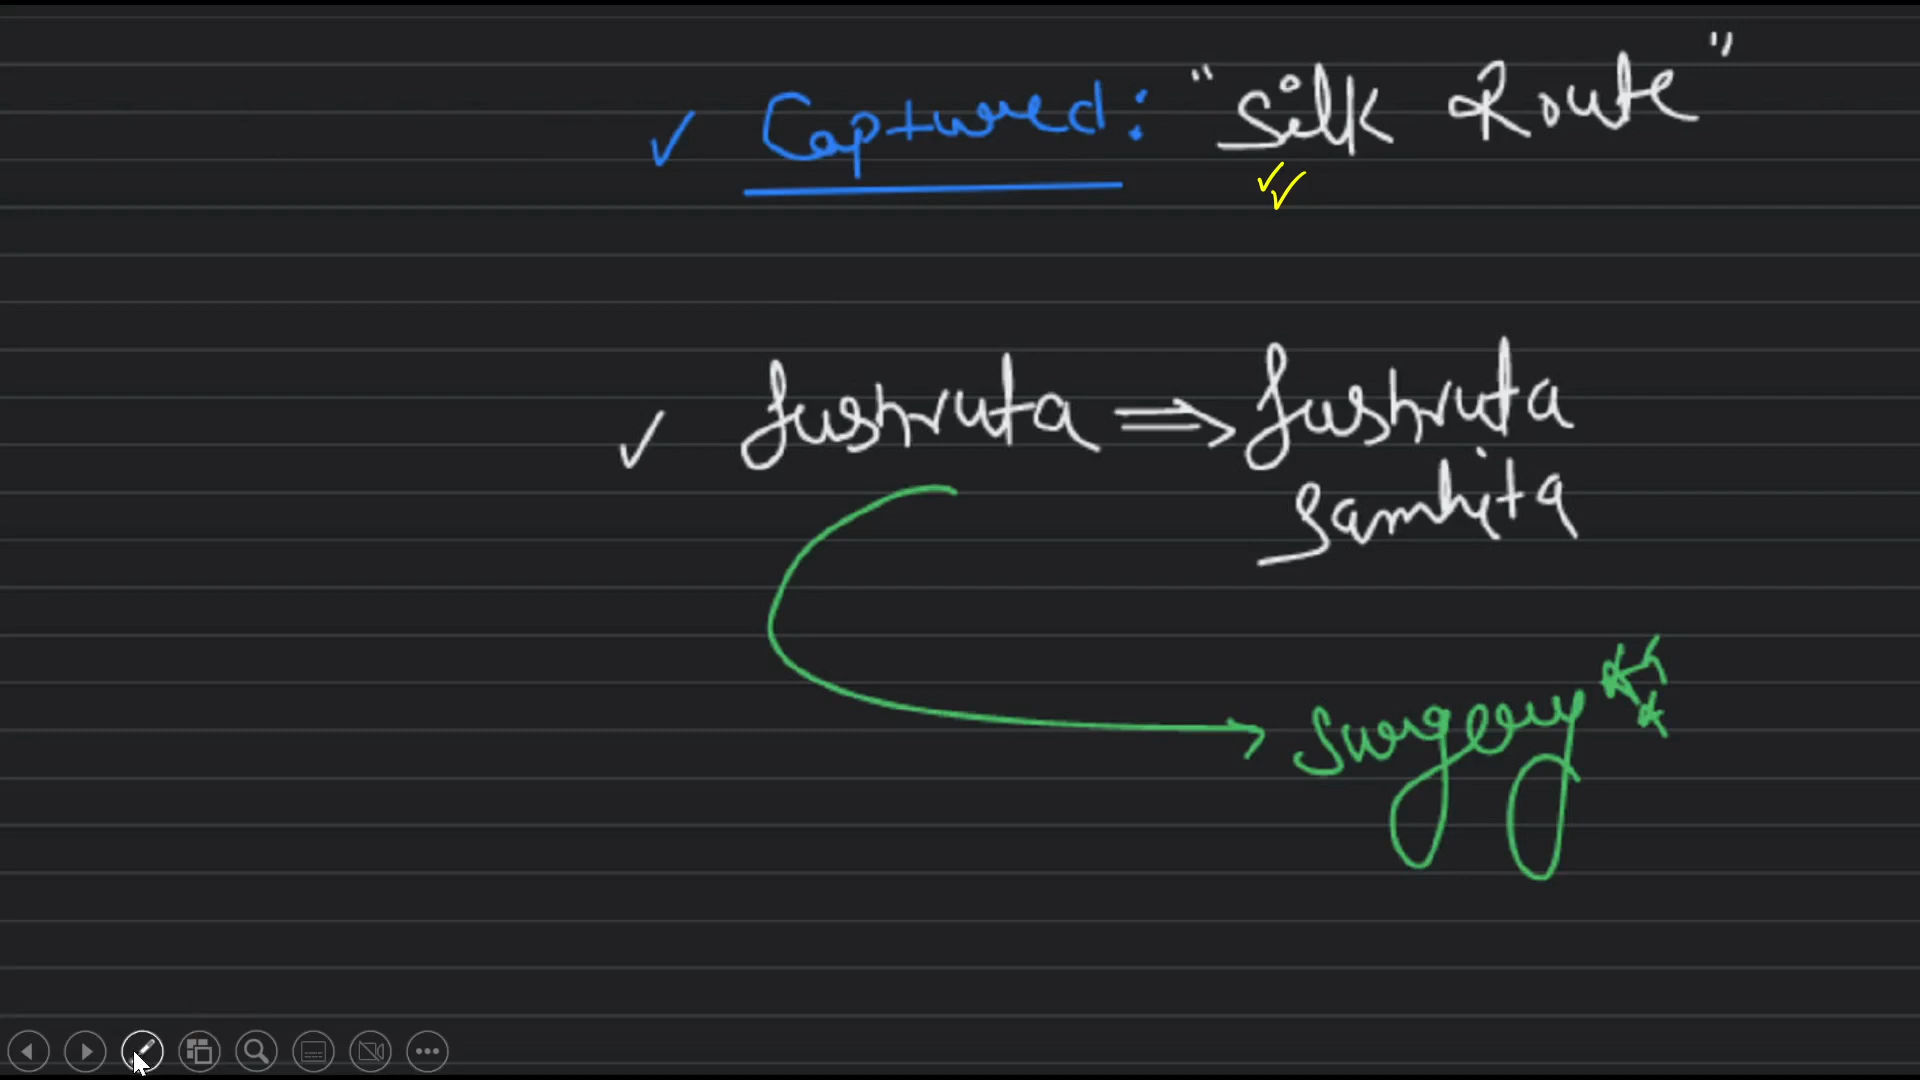 ✓ Captured: "Silk Route"
✓✓
✓ Sushruta ⇒ Sushruta
Samhita
Surgery